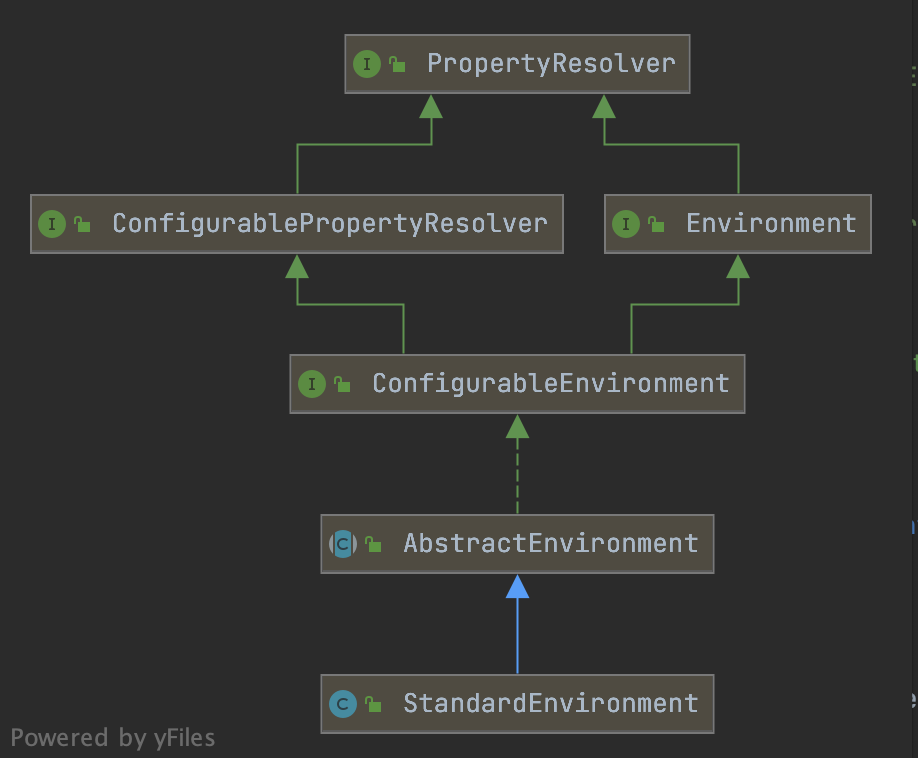 I PropertyResolver
I ConfigurablePropertyResolver
I Environment
I ConfigurableEnvironment
C AbstractEnvironment
C StandardEnvironment
Powered by yFiles